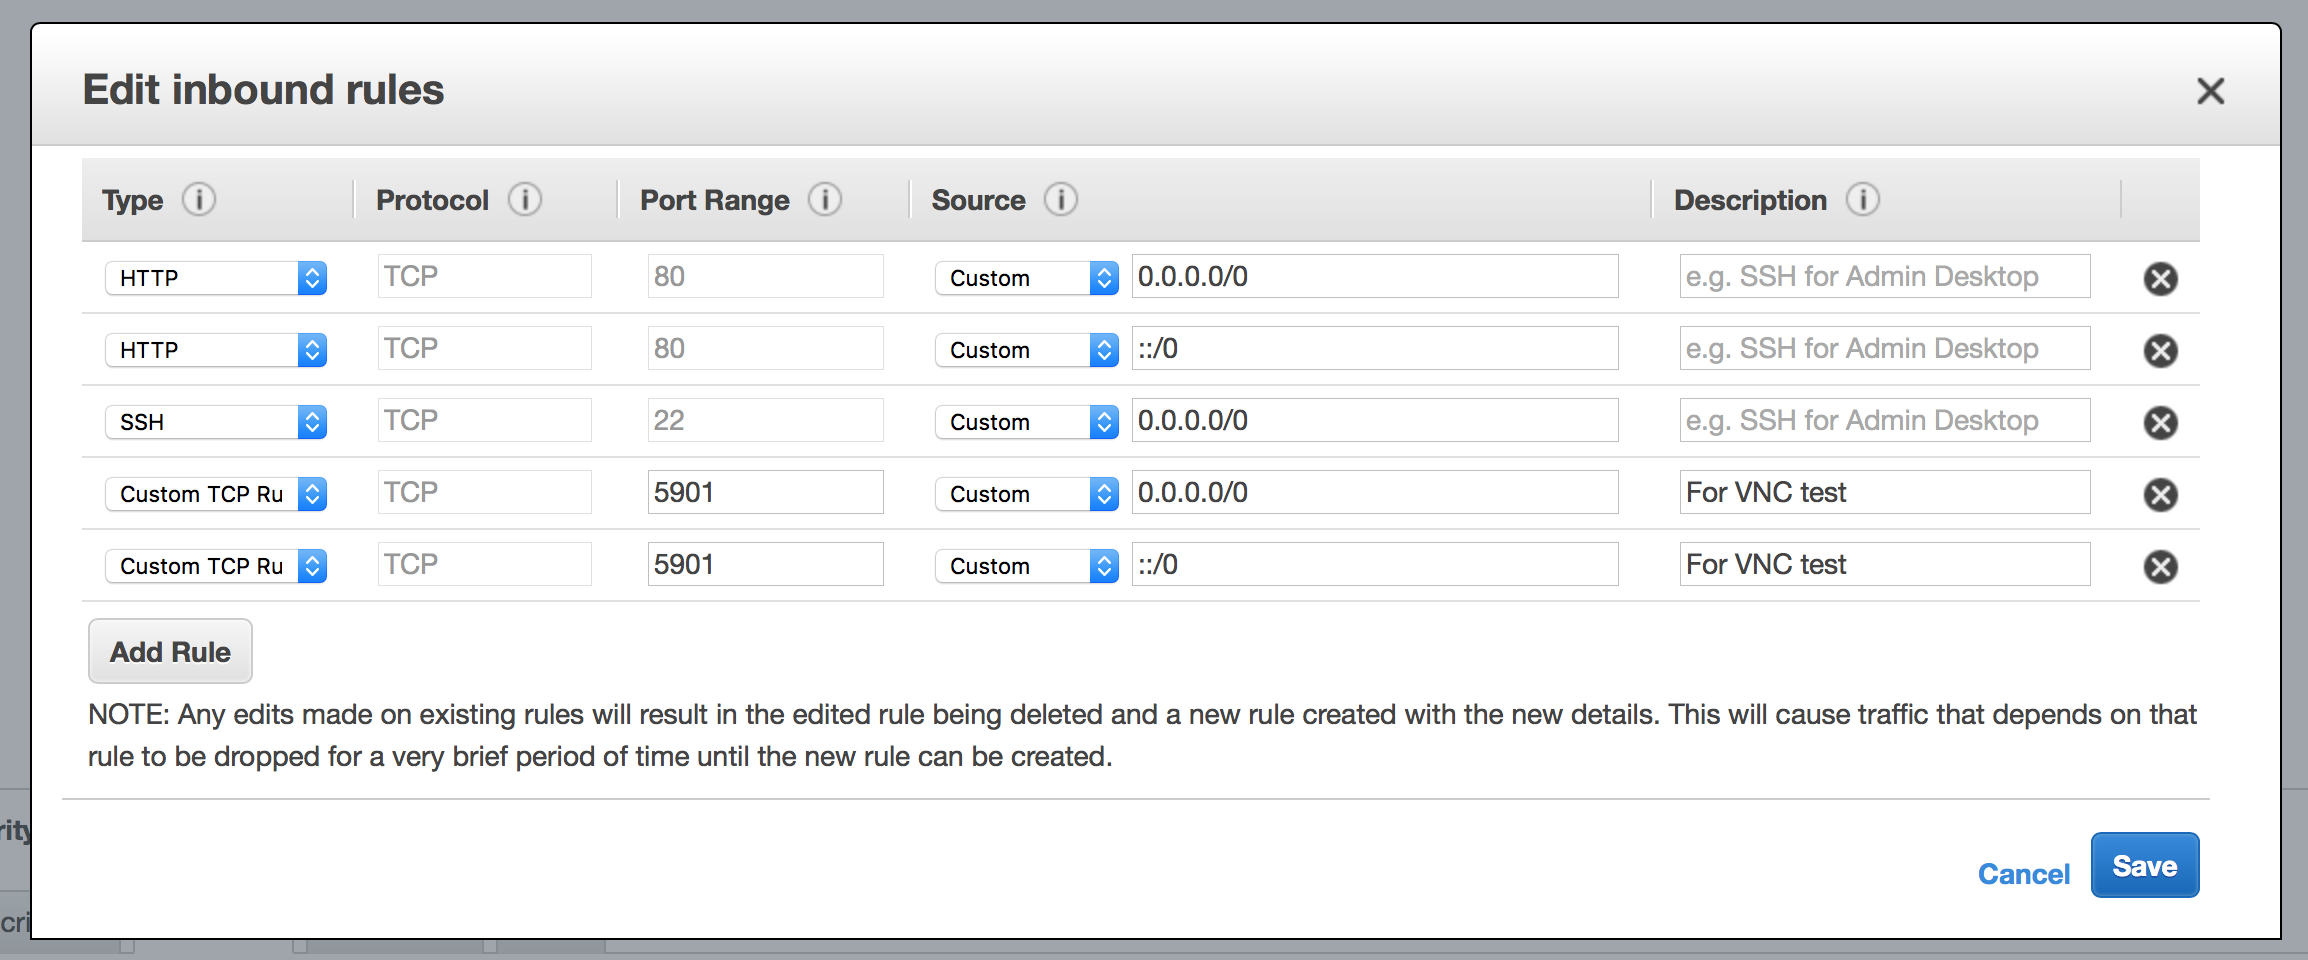 Edit inbound rules
Type Protocol Port Range Source Description
HTTP TCP 80 Custom 0.0.0.0/0 e.g. SSH for Admin Desktop
HTTP TCP 80 Custom ::/0 e.g. SSH for Admin Desktop
SSH TCP 22 Custom 0.0.0.0/0 e.g. SSH for Admin Desktop
Custom TCP Ru TCP 5901 Custom 0.0.0.0/0 For VNC test
Custom TCP Ru TCP 5901 Custom ::/0 For VNC test
Add Rule
NOTE: Any edits made on existing rules will result in the edited rule being deleted and a new rule created with the new details. This will cause traffic that depends on that
rule to be dropped for a very brief period of time until the new rule can be created.
rity
Cancel Save
cri